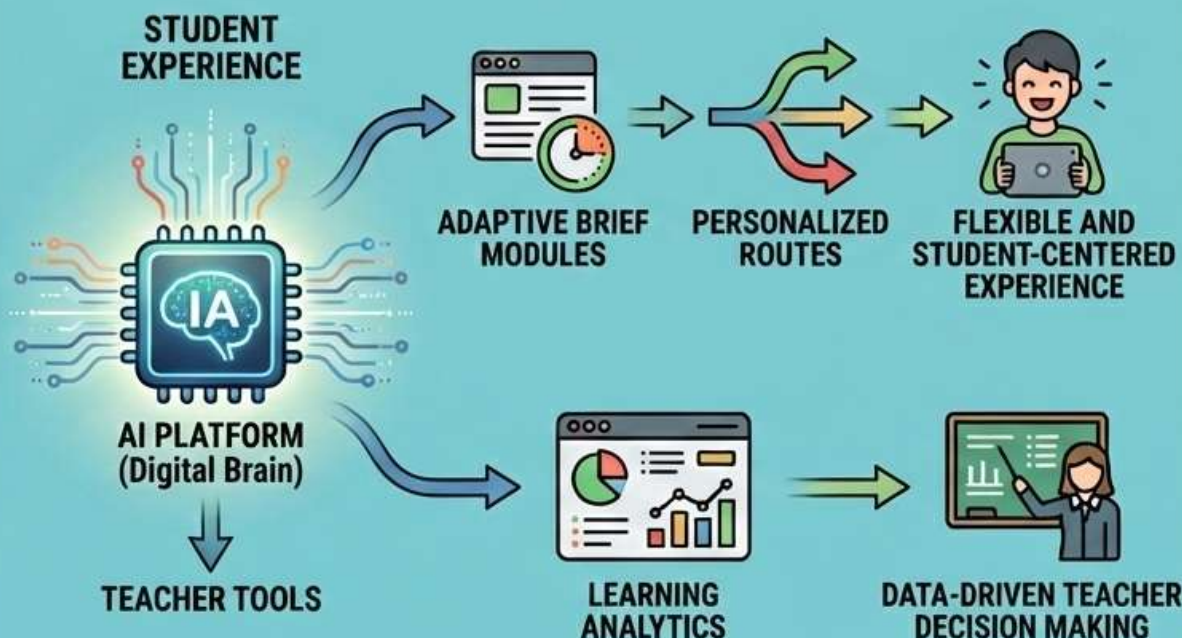 STUDENT
EXPERIENCE
IA
AI PLATFORM
(Digital Brain)
TEACHER TOOLS
ADAPTIVE BRIEF
MODULES
PERSONALIZED
ROUTES
FLEXIBLE AND
STUDENT-CENTERED
EXPERIENCE
LEARNING
ANALYTICS
DATA-DRIVEN TEACHER
DECISION MAKING